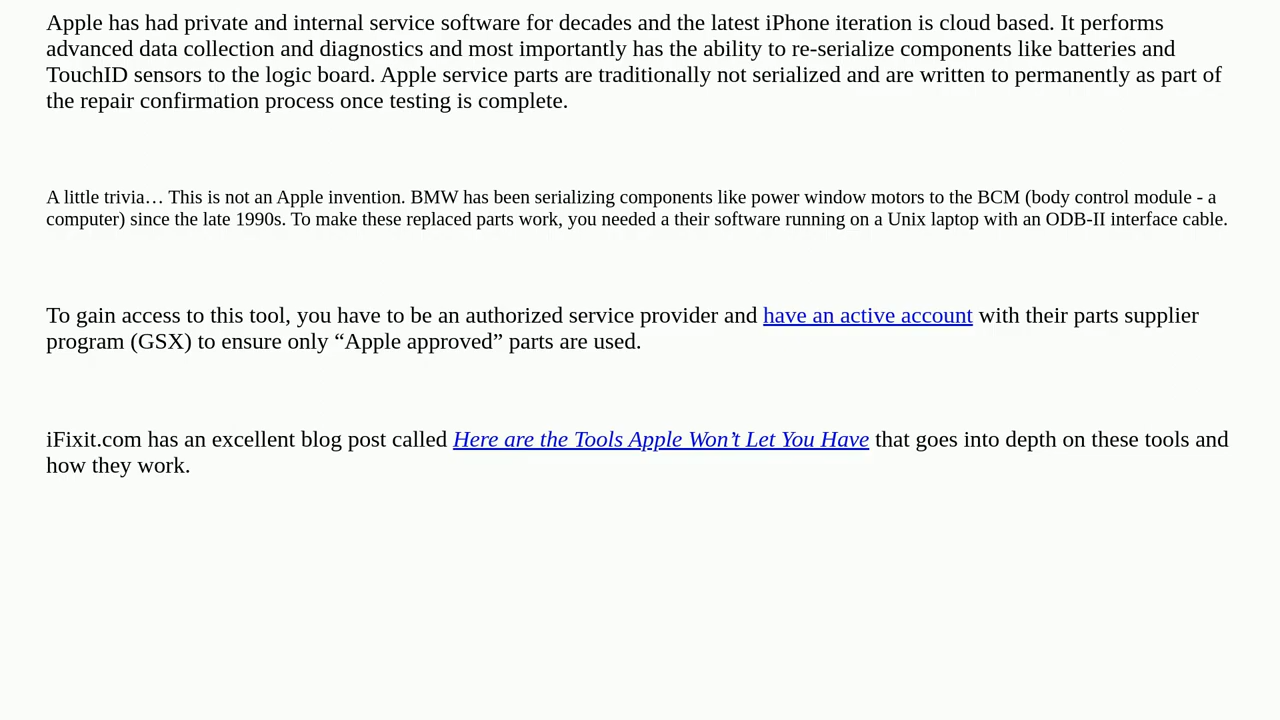 Apple has had private and internal service software for decades and the latest iPhone iteration is cloud based. It performs
advanced data collection and diagnostics and most importantly has the ability to re-serialize components like batteries and
TouchID sensors to the logic board. Apple service parts are traditionally not serialized and are written to permanently as part of
the repair confirmation process once testing is complete.
A little trivia… This is not an Apple invention. BMW has been serializing components like power window motors to the BCM (body control module - a
computer) since the late 1990s. To make these replaced parts work, you needed a their software running on a Unix laptop with an ODB-II interface cable.
To gain access to this tool, you have to be an authorized service provider and have an active account with their parts supplier
program (GSX) to ensure only “Apple approved” parts are used.
iFixit.com has an excellent blog post called Here are the Tools Apple Won’t Let You Have that goes into depth on these tools and
how they work.